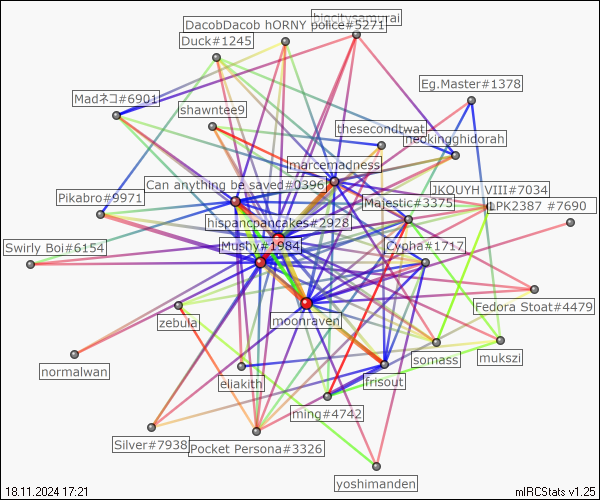 bigcitysamurai
DacobDacob hORNY police#5271
Duck#1245
Eg.Master#1378
Madネコ#6901
shawntee9
thesecondtwat
neokingghidorah
marcemadness
Can anything be saved#0396
JKQUYH VIII#7034
Pikabro#9971
Majestic#3375
LPK2387 #7690
hispancpancakes#2928
Swirly Boi#6154
Mushy#1984
Cypha#1717
Fedora Stoat#4479
zebula
moonraven
mukszi
somass
normalwan
eliakith
frisout
ming#4742
Silver#7938
Pocket Persona#3326
yoshimanden
18.11.2024 17:21
mIRCStats v1.25